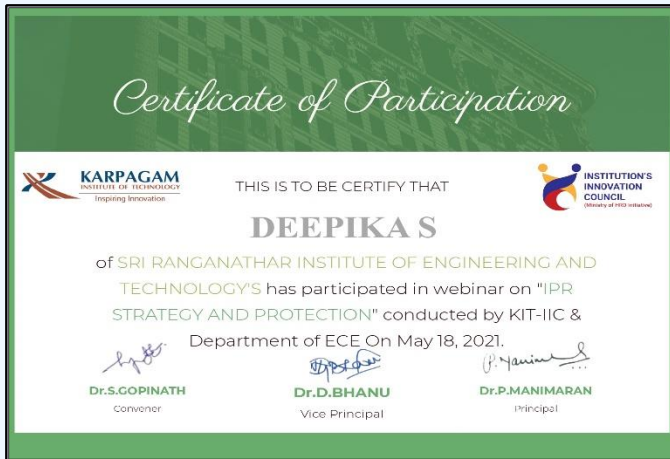 Certificate of Participation
KARPAGAM
INSTITUTE OF TECHNOLOGY
Inspiring Innovation
INSTITUTION'S
INNOVATION
COUNCIL
(Ministry of HRD Initiative)
THIS IS TO BE CERTIFY THAT
DEEPIKA S
of SRI RANGANATHAR INSTITUTE OF ENGINEERING AND
TECHNOLOGY'S has participated in webinar on "IPR
STRATEGY AND PROTECTION" conducted by KIT-IIC &
Department of ECE On May 18, 2021.
P. Manimaran
Dr.S.GOPINATH
Convener
Dr.D.BHANU
Vice Principal
Dr.P.MANIMARAN
Principal